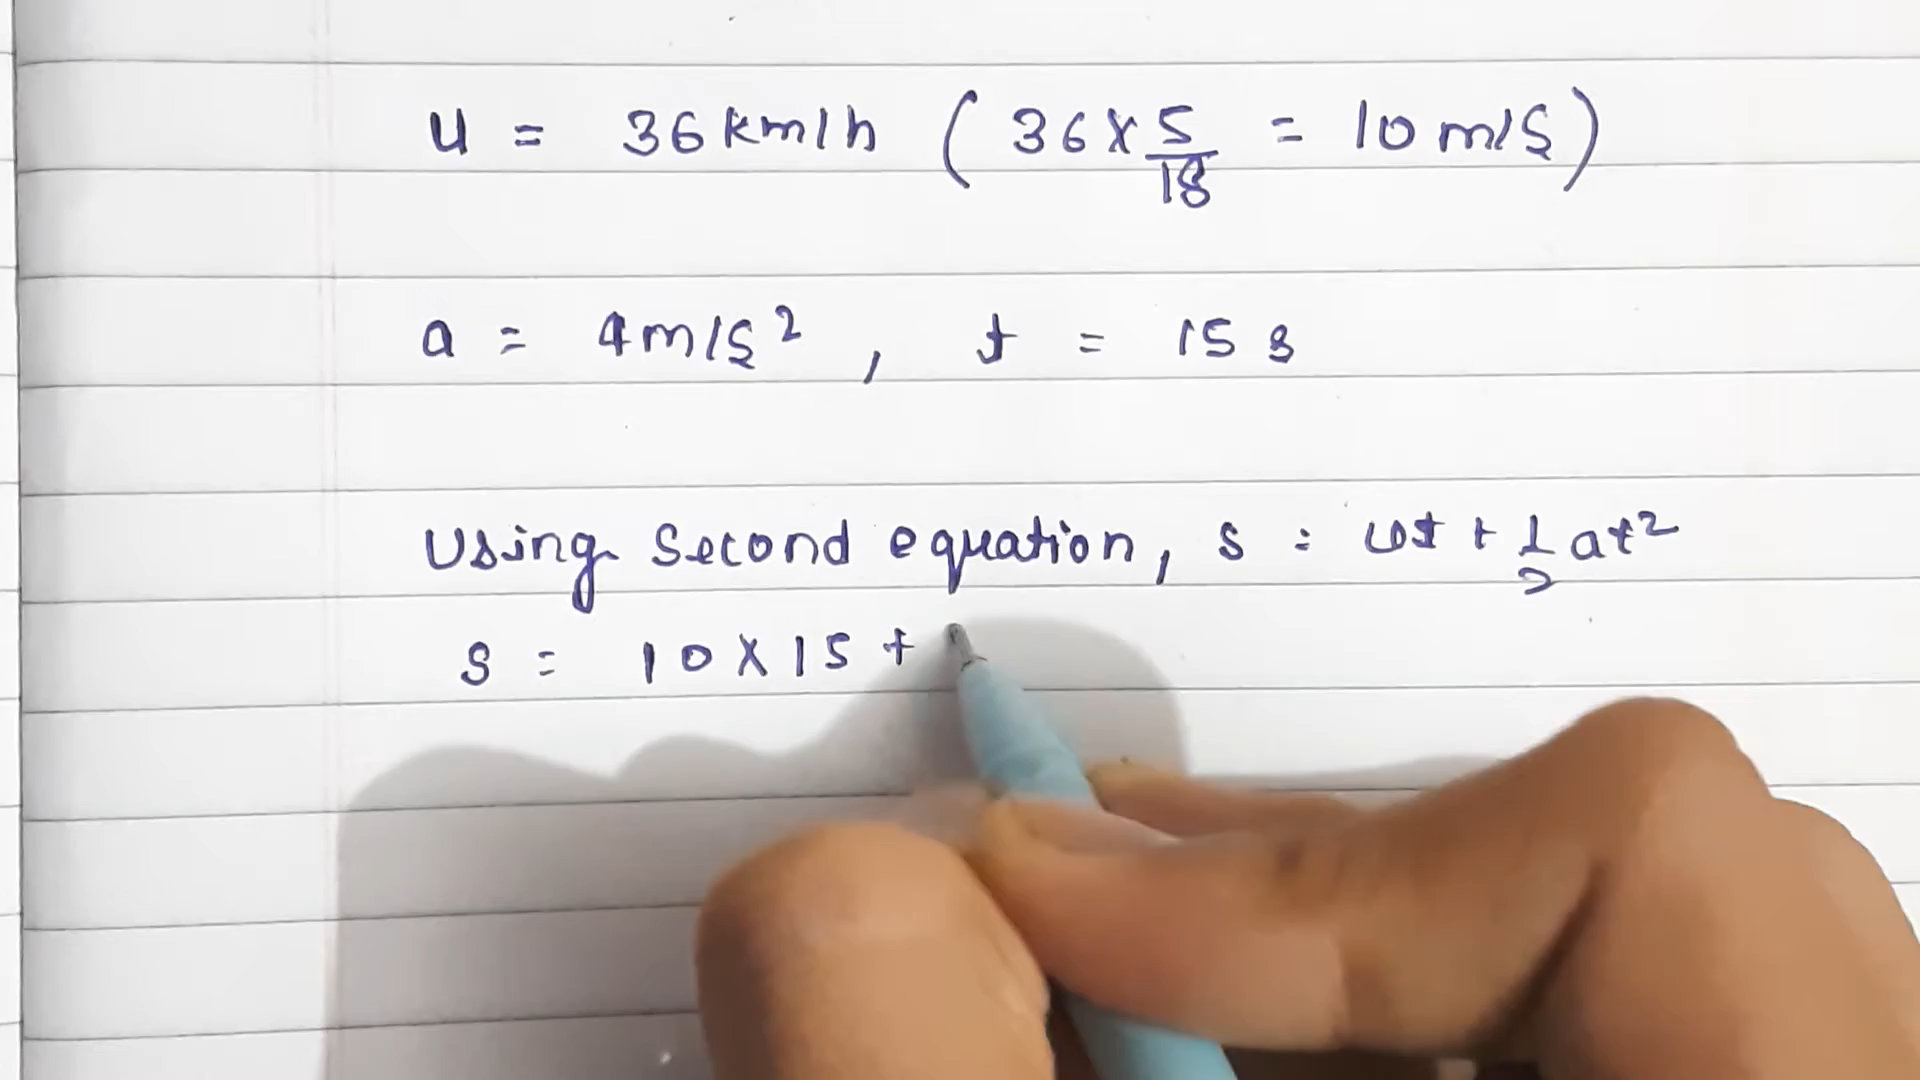 u = 36 km/h ( 36 × 5/18 = 10 m/s )
a = 4 m/s² , t = 15 s
Using Second equation, s = ut + 1/2 at²
s = 10 × 15 +